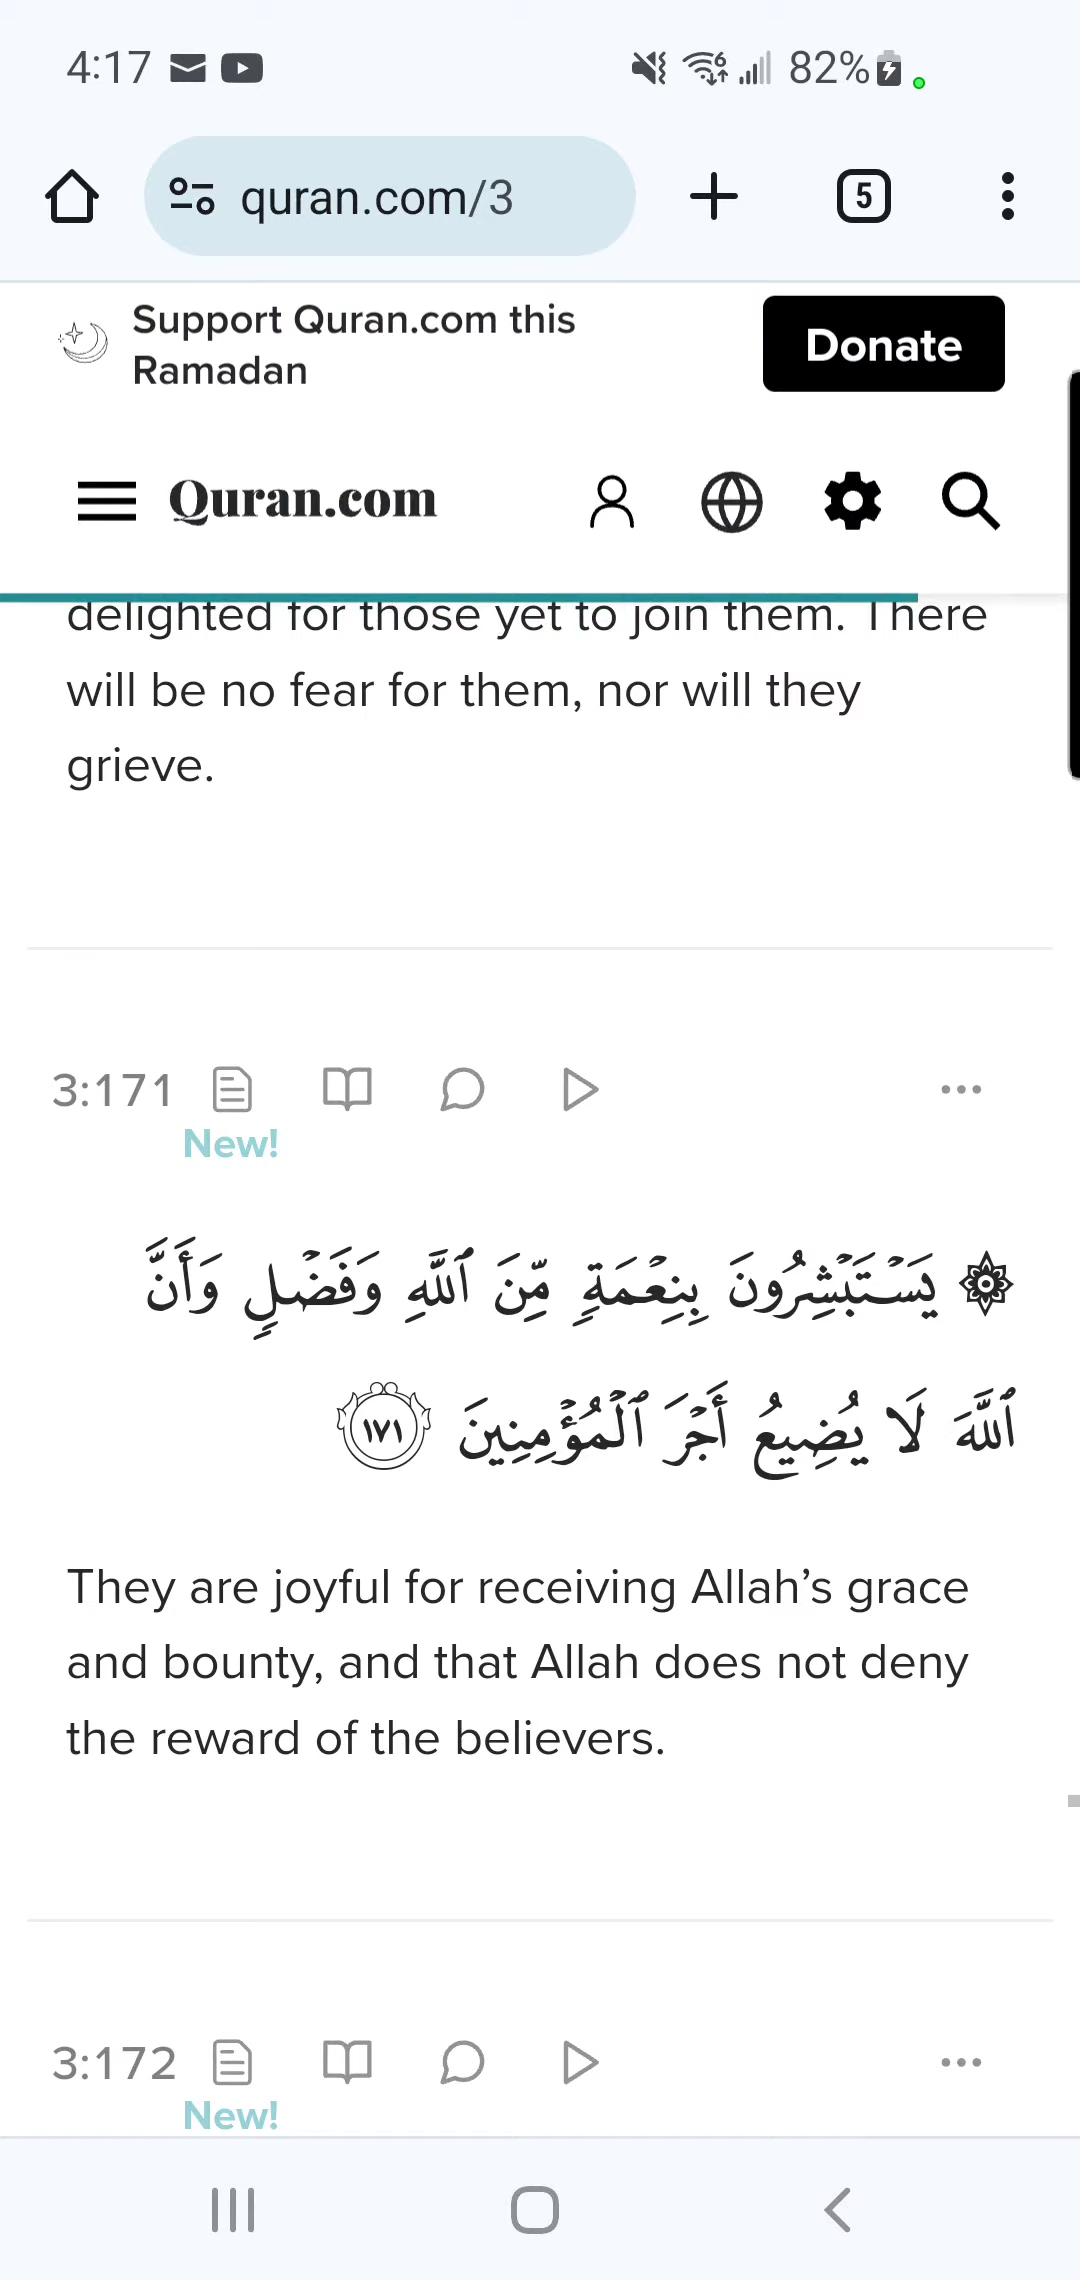 4:17
82%
quran.com/3
5
Support Quran.com this
Ramadan
Donate
Quran.com
delighted for those yet to join them. There
will be no fear for them, nor will they
grieve.
3:171
New!
۞ يَسۡتَبۡشِرُونَ بِنِعۡمَةٖ مِّنَ ٱللَّهِ وَفَضۡلٖ وَأَنَّ
ٱللَّهَ لَا يُضِيعُ أَجۡرَ ٱلۡمُؤۡمِنِينَ ١٧١
They are joyful for receiving Allah’s grace
and bounty, and that Allah does not deny
the reward of the believers.
3:172
New!